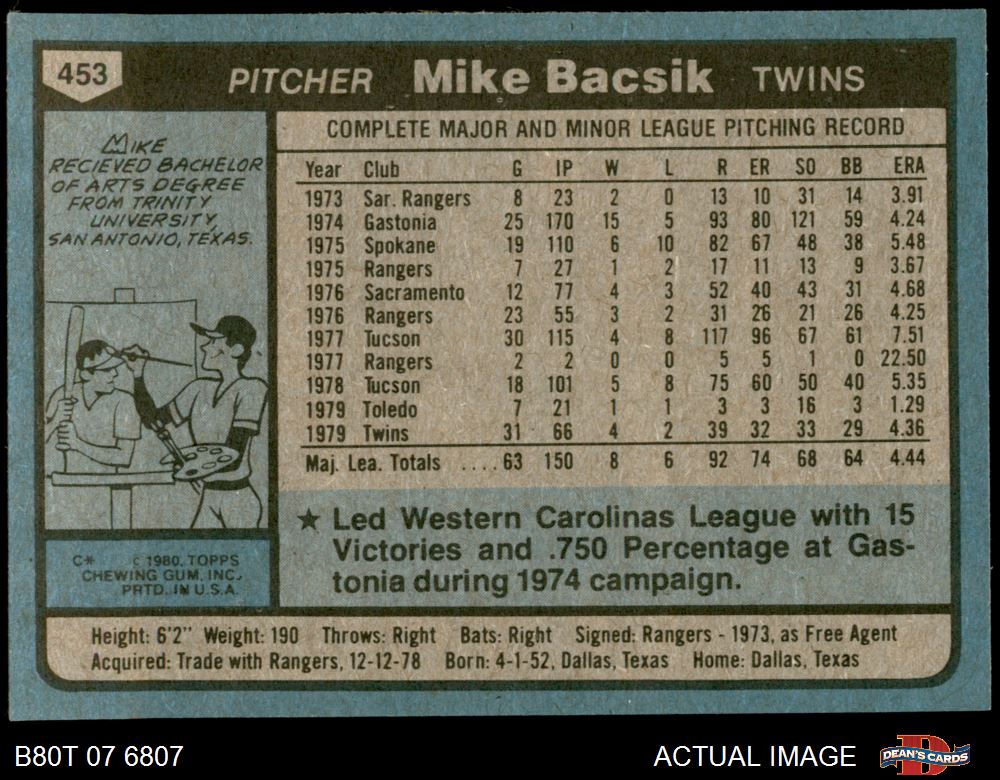 453
PITCHER Mike Bacsik TWINS
MIKE
RECIEVED BACHELOR
OF ARTS DEGREE
FROM TRINITY
UNIVERSITY,
SAN ANTONIO, TEXAS.
C* © 1980 TOPPS
CHEWING GUM, INC.
PRTD. IN U.S.A.
COMPLETE MAJOR AND MINOR LEAGUE PITCHING RECORD
Year Club G IP W L R ER SO BB ERA
1973 Sar. Rangers 8 23 2 0 13 10 31 14 3.91
1974 Gastonia 25 170 15 5 93 80 121 59 4.24
1975 Spokane 19 110 6 10 82 67 48 38 5.48
1975 Rangers 7 27 1 2 17 11 13 9 3.67
1976 Sacramento 12 77 4 3 52 40 43 31 4.68
1976 Rangers 23 55 3 2 31 26 21 26 4.25
1977 Tucson 30 115 4 8 117 96 67 61 7.51
1977 Rangers 2 2 0 0 5 5 1 0 22.50
1978 Tucson 18 101 5 8 75 60 50 40 5.35
1979 Toledo 7 21 1 1 3 3 16 3 1.29
1979 Twins 31 66 4 2 39 32 33 29 4.36
Maj. Lea. Totals ....63 150 8 6 92 74 68 64 4.44
★ Led Western Carolinas League with 15
Victories and .750 Percentage at Gas-
tonia during 1974 campaign.
Height: 6'2" Weight: 190 Throws: Right Bats: Right Signed: Rangers - 1973, as Free Agent
Acquired: Trade with Rangers, 12-12-78 Born: 4-1-52, Dallas, Texas Home: Dallas, Texas
B80T 07 6807 ACTUAL IMAGE DEAN'S CARDS